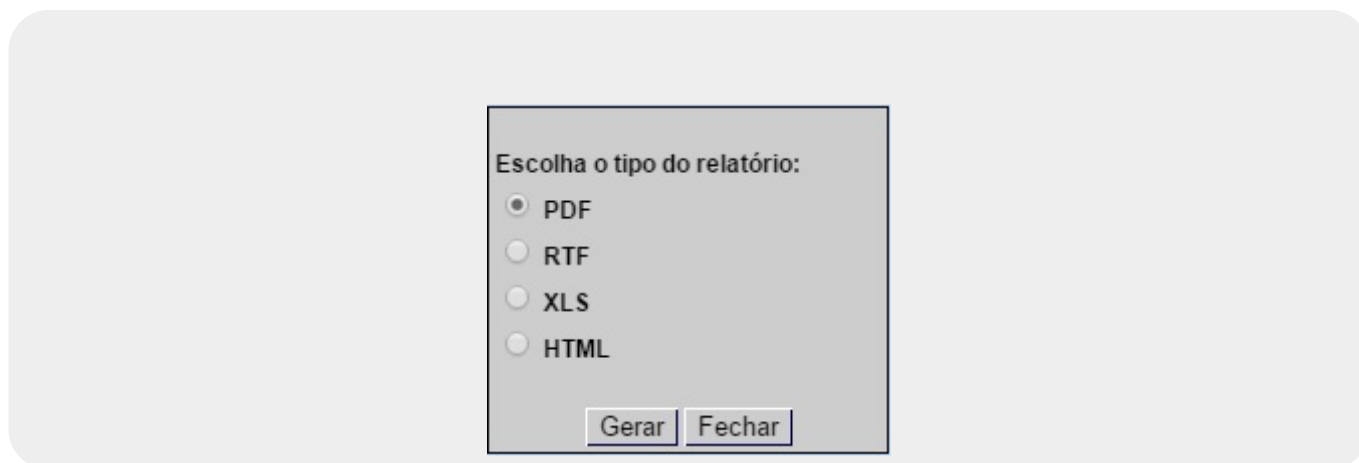 Escolha o tipo do relatório:
PDF
RTF
XLS
HTML
Gerar Fechar